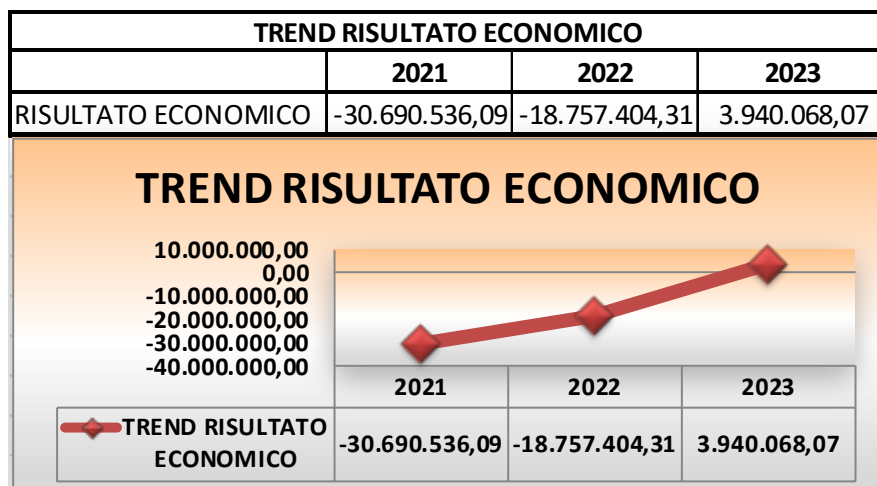 TREND RISULTATO ECONOMICO
2021 2022 2023
RISULTATO ECONOMICO -30.690.536,09 -18.757.404,31 3.940.068,07
TREND RISULTATO ECONOMICO
10.000.000,00
0,00
-10.000.000,00
-20.000.000,00
-30.000.000,00
-40.000.000,00
2021 2022 2023
TREND RISULTATO
ECONOMICO
-30.690.536,09 -18.757.404,31 3.940.068,07